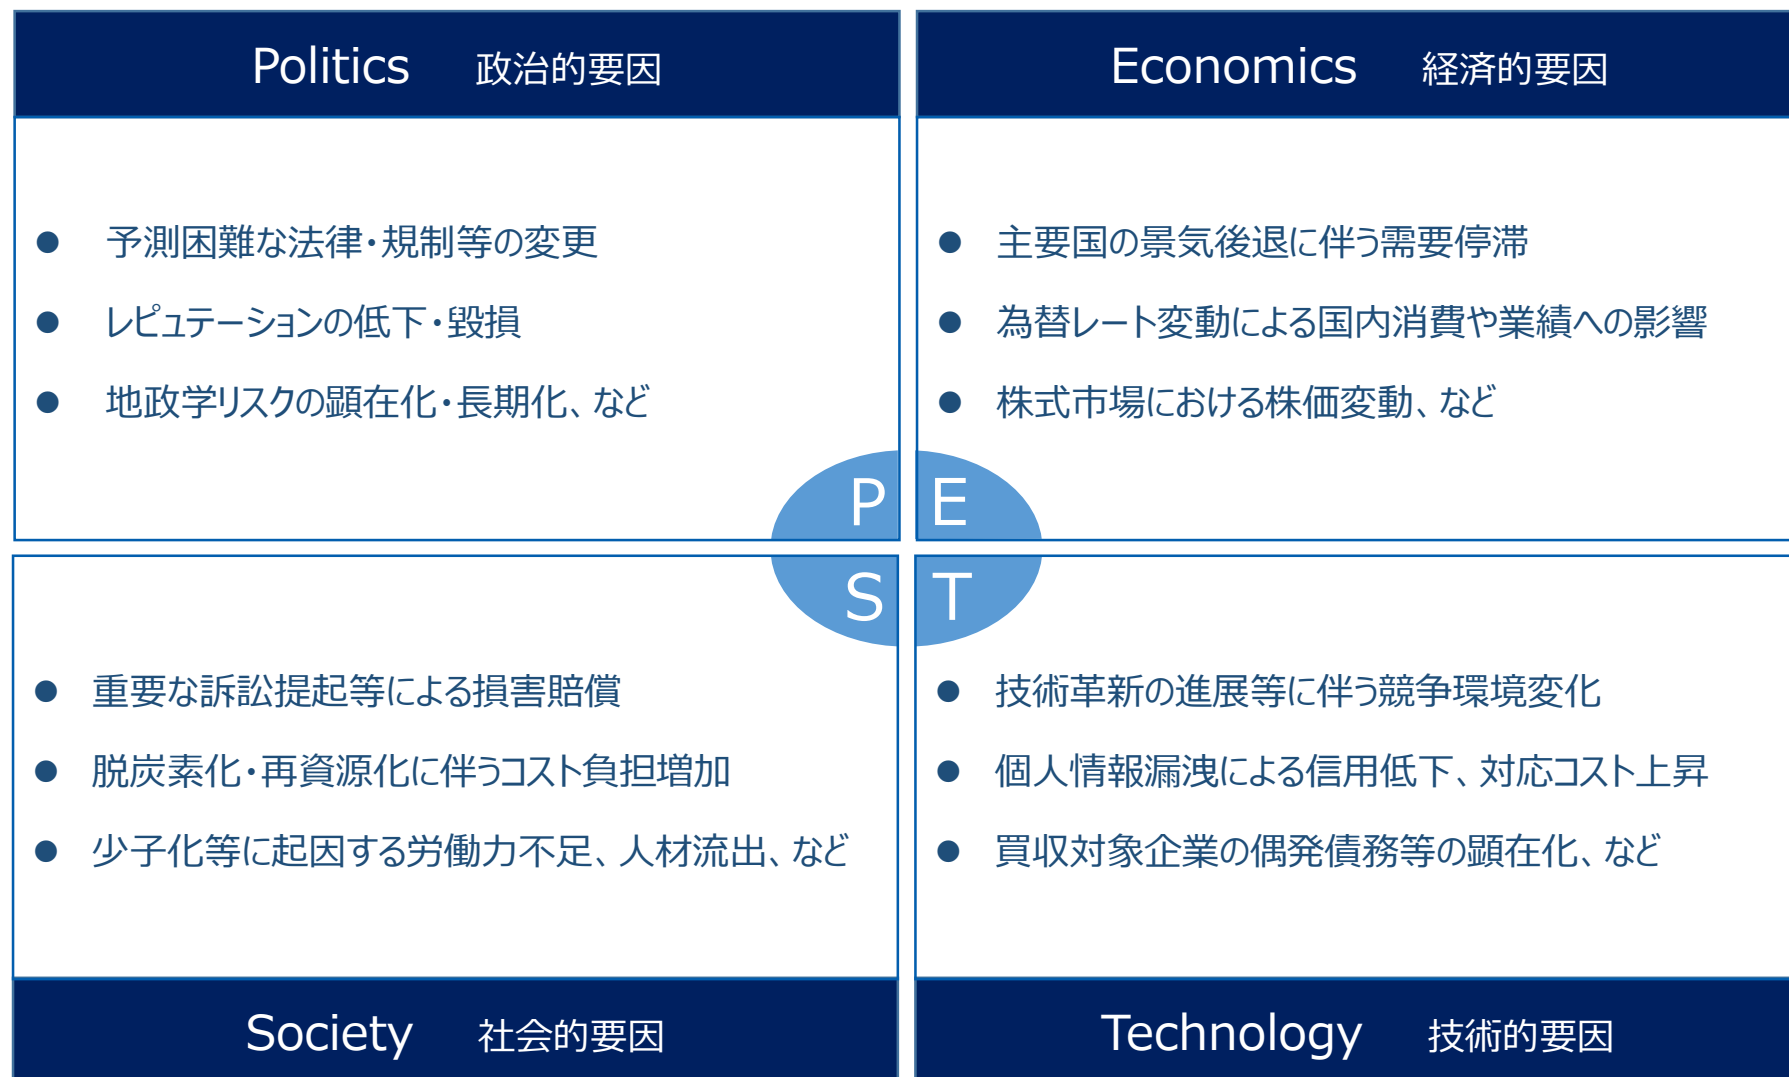 Politics 政治的要因
予測困難な法律・規制等の変更
レピュテーションの低下・毀損
地政学リスクの顕在化・長期化、など
P
Economics 経済的要因
主要国の景気後退に伴う需要停滞
為替レート変動による国内消費や業績への影響
株式市場における株価変動、など
E
S
重要な訴訟提起等による損害賠償
脱炭素化・再資源化に伴うコスト負担増加
少子化等に起因する労働力不足、人材流出、など
Society 社会的要因
T
技術革新の進展等に伴う競争環境変化
個人情報漏洩による信用低下、対応コスト上昇
買収対象企業の偶発債務等の顕在化、など
Technology 技術的要因